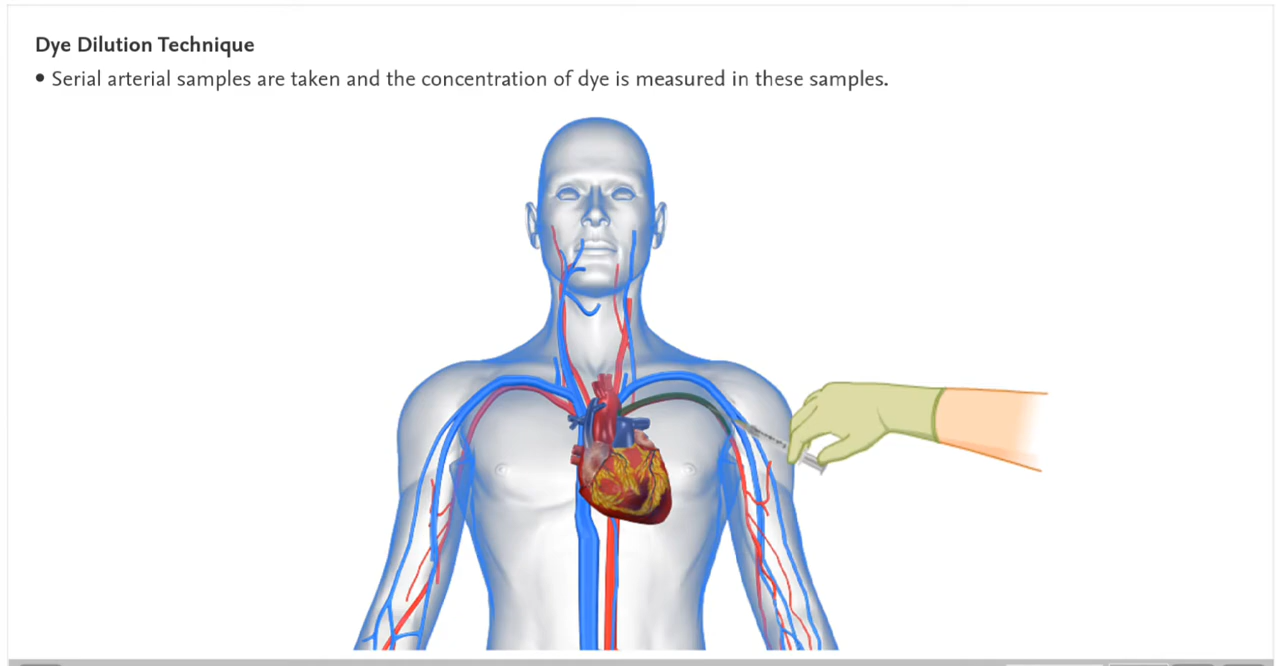 Dye Dilution Technique
• Serial arterial samples are taken and the concentration of dye is measured in these samples.